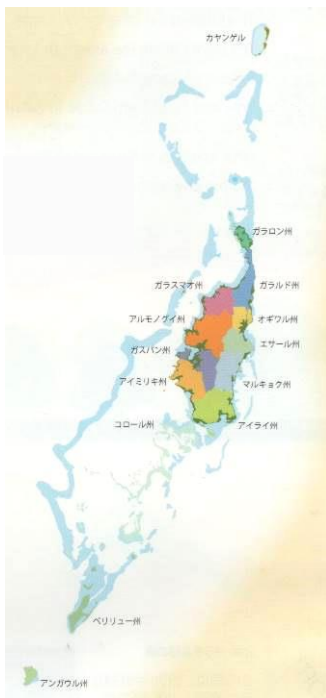 カヤンゲル
ガラロン州
ガラスマオ州
ガラルド州
アルモノグイ州
オギワル州
エサール州
ガスパン州
アイミリキ州
マルキョク州
コロール州
アイライ州
ペリリュー州
アンガウル州